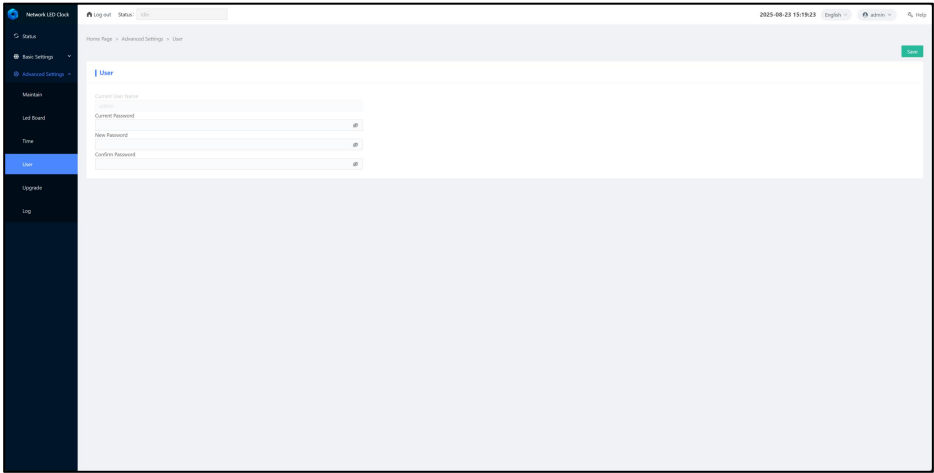 Network LED Clock
Log out Status: idle
2025-08-23 15:19:23 English admin Help
Status
Home Page > Advanced Settings > User
Save
Basic Settings
Advanced Settings
User
Maintain
Current User Name
admin
Current Password
Led Board
New Password
Time
Confirm Password
User
Upgrade
Log